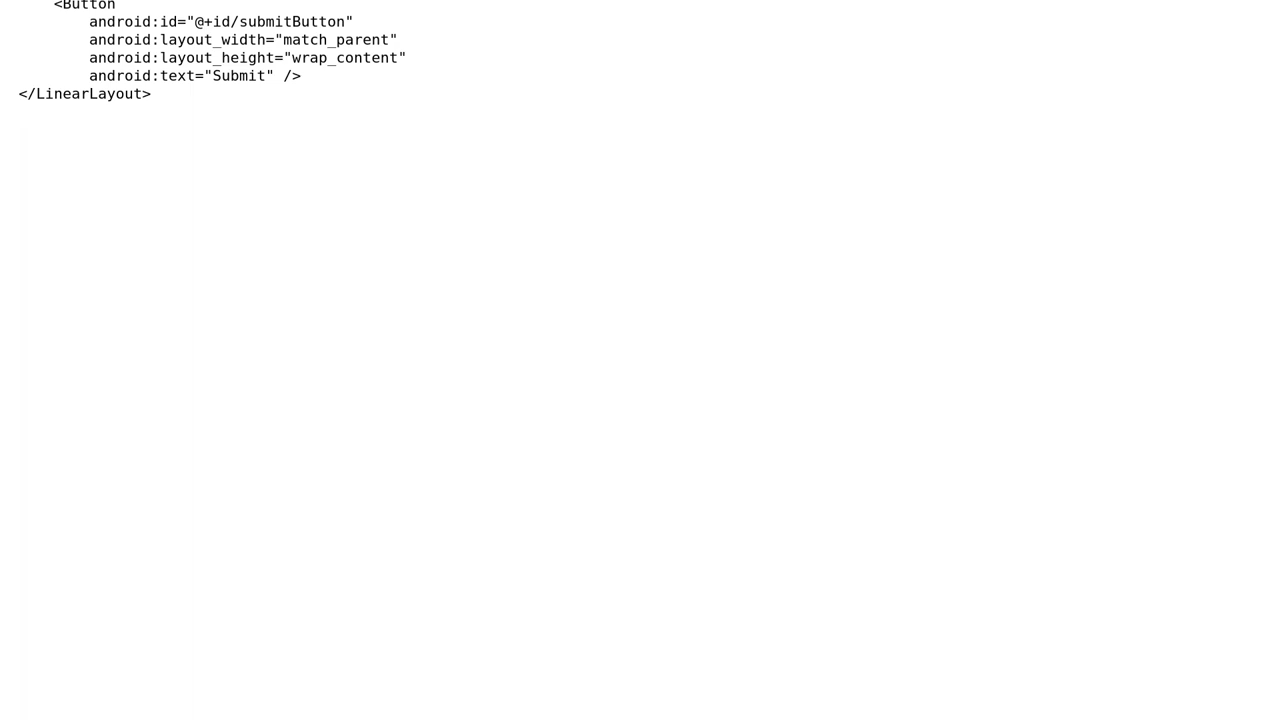 <Button
android:id="@+id/submitButton"
android:layout_width="match_parent"
android:layout_height="wrap_content"
android:text="Submit" />
</LinearLayout>